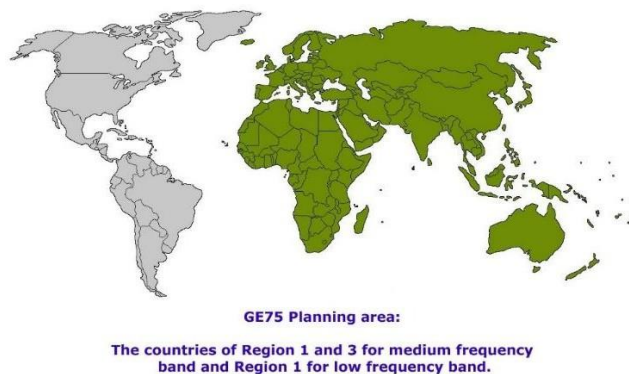 GE75 Planning area:
The countries of Region 1 and 3 for medium frequency
band and Region 1 for low frequency band.